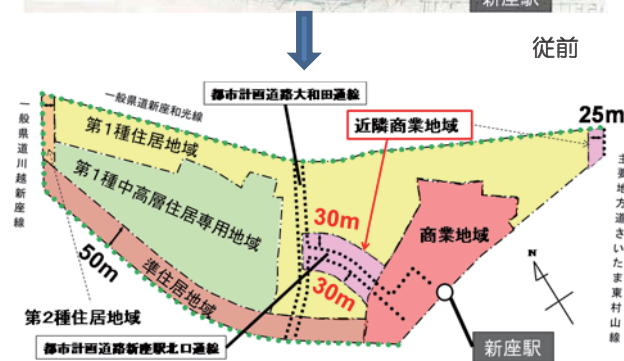 新座駅
従前
都市計画道路大和田通線
一般県道新座和光線
近隣商業地域
25m
一般県道川越新座線
第1種住居地域
第1種中高層住居専用地域
30m
商業地域
主要地方道さいたま東村山線
N
50m
準住居地域
30m
第2種住居地域
都市計画道路新座駅北口通線
新座駅